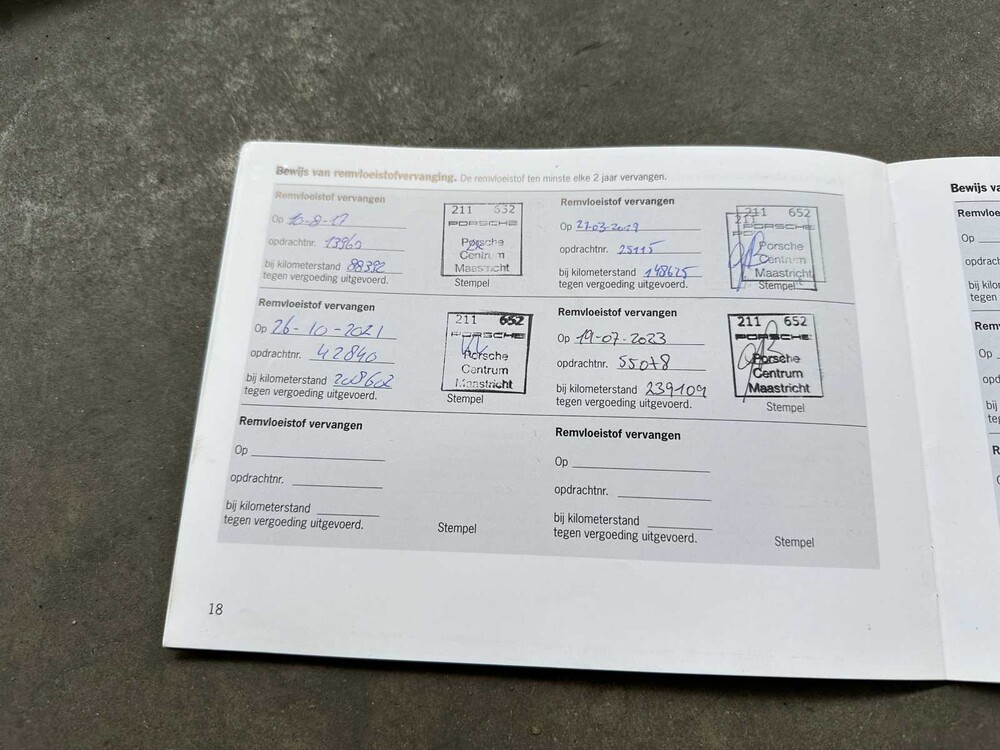 Bewijs van remvloeistofvervanging. De remvloeistof ten minste elke 2 jaar vervangen.
Remvloeistof vervangen
Op 10-8-17
opdrachtnr. 13960
bij kilometerstand 88392
tegen vergoeding uitgevoerd.
211 652
PORSCHE
Porsche
Centrum
Maastricht
Stempel
Remvloeistof vervangen
Op 27-03-2019
opdrachtnr. 25115
bij kilometerstand 148625
tegen vergoeding uitgevoerd.
211 652
PORSCHE
Porsche
Centrum
Maastricht
Stempel
Remvloeistof vervangen
Op 26-10-2021
opdrachtnr. 42840
bij kilometerstand 208602
tegen vergoeding uitgevoerd.
211 652
PORSCHE
Porsche
Centrum
Maastricht
Stempel
Remvloeistof vervangen
Op 19-07-2023
opdrachtnr. 55078
bij kilometerstand 239109
tegen vergoeding uitgevoerd.
211 652
PORSCHE
Porsche
Centrum
Maastricht
Stempel
Remvloeistof vervangen
Op
opdrachtnr.
bij kilometerstand
tegen vergoeding uitgevoerd.
Stempel
Remvloeistof vervangen
Op
opdrachtnr.
bij kilometerstand
tegen vergoeding uitgevoerd.
Stempel
18
Bewijs
Op
Op